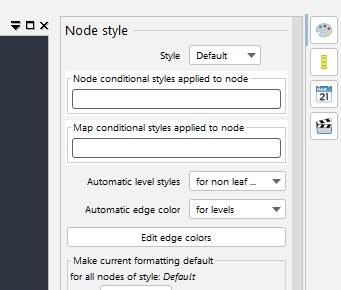 Node style
Style Default
Node conditional styles applied to node
Map conditional styles applied to node
Automatic level styles for non leaf ...
Automatic edge color for levels
Edit edge colors
Make current formatting default
for all nodes of style: Default
21